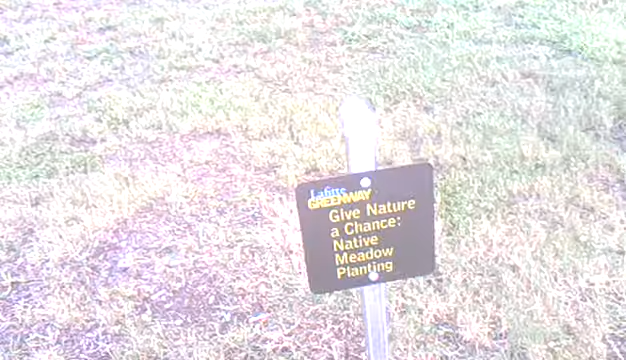 Lafitte
GREENWAY
Give Nature
a Chance:
Native
Meadow
Planting